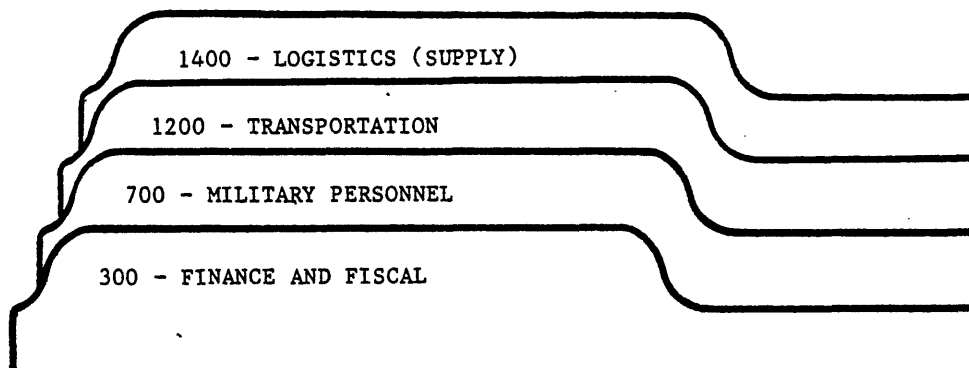 1400 - LOGISTICS (SUPPLY)
1200 - TRANSPORTATION
700 - MILITARY PERSONNEL
300 - FINANCE AND FISCAL